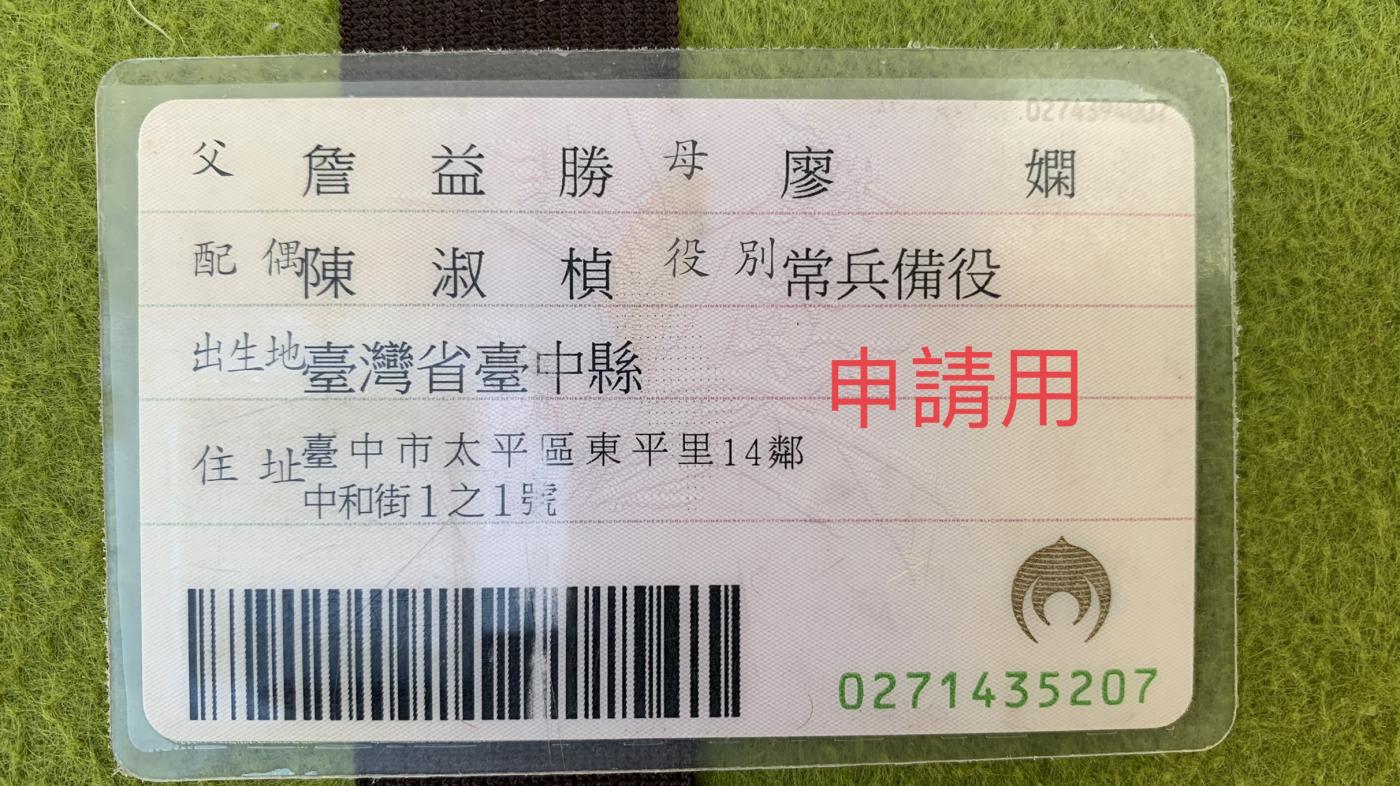 父 詹益勝 母 廖嫻
配偶 陳淑楨 役別 常兵備役
出生地 臺灣省臺中縣
申請用
住址 臺中市太平區東平里14鄰
中和街1之1號
0271435207